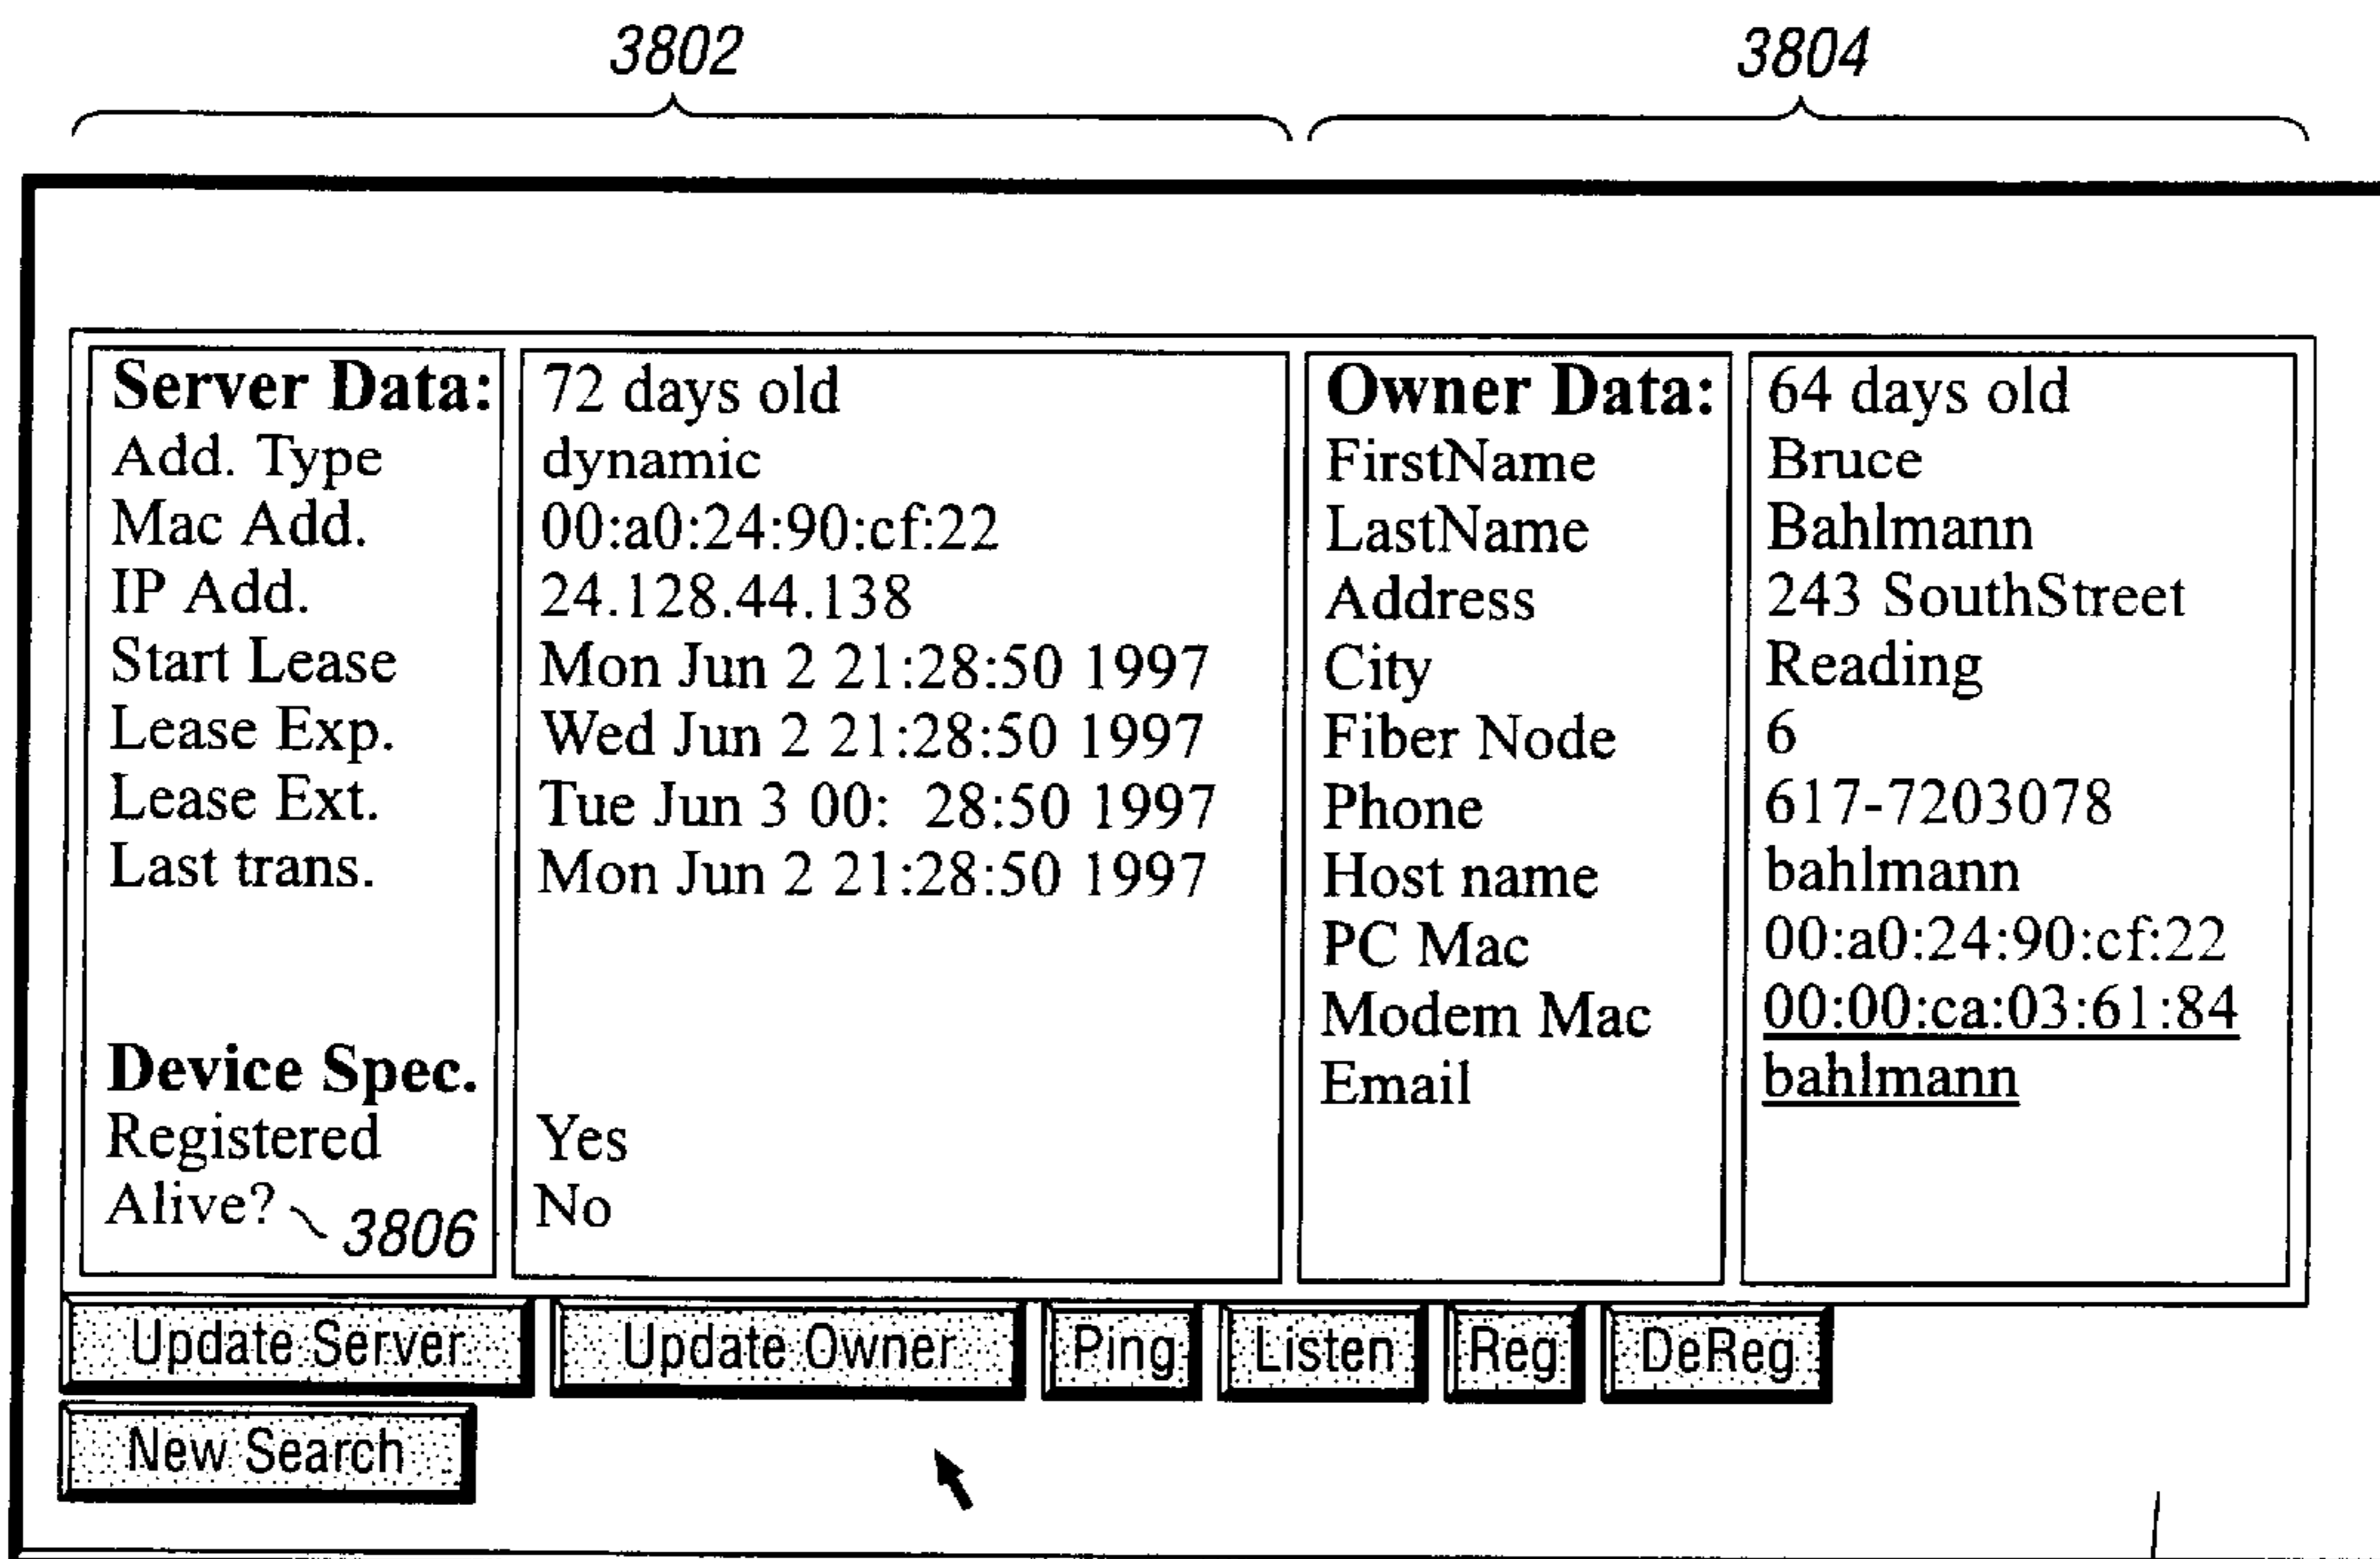 3802 3804
Server Data: 72 days old Owner Data: 64 days old
Add. Type dynamic FirstName Bruce
Mac Add. 00:a0:24:90:cf:22 LastName Bahlmann
IP Add. 24.128.44.138 Address 243 SouthStreet
Start Lease Mon Jun 2 21:28:50 1997 City Reading
Lease Exp. Wed Jun 2 21:28:50 1997 Fiber Node 6
Lease Ext. Tue Jun 3 00: 28:50 1997 Phone 617-7203078
Last trans. Mon Jun 2 21:28:50 1997 Host name bahlmann
PC Mac 00:a0:24:90:cf:22
Modem Mac 00:00:ca:03:61:84
Device Spec. Email bahlmann
Registered Yes
Alive? 3806 No
Update Server Update Owner Ping Listen Reg DeReg
New Search